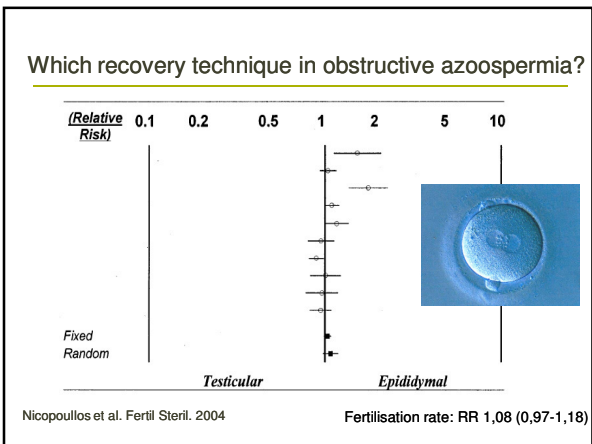 Which recovery technique in obstructive azoospermia?
(Relative Risk) 0.1 0.2 0.5 1 2 5 10
Fixed
Random
Testicular Epididymal
Nicopoullos et al. Fertil Steril. 2004
Fertilisation rate: RR 1,08 (0,97-1,18)